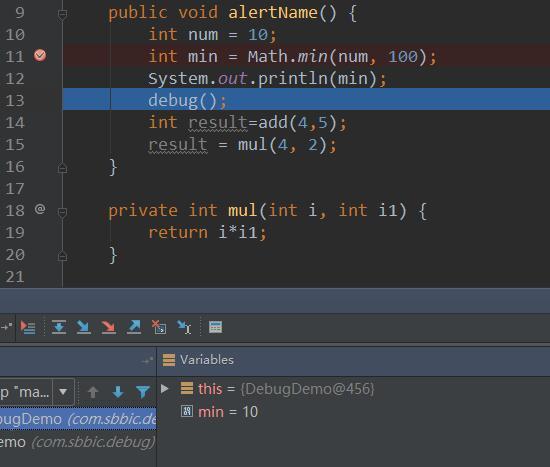 9 public void alertName() {
10 int num = 10;
11 int min = Math.min(num, 100);
12 System.out.println(min);
13 debug();
14 int result=add(4,5);
15 result = mul(4, 2);
16 }
17
18 @ private int mul(int i, int i1) {
19 return i*i1;
20 }
21
Variables
p "ma...
this = {DebugDemo@456}
min = 10
bugDemo (com.sbbic.de
emo (com.sbbic.debug)